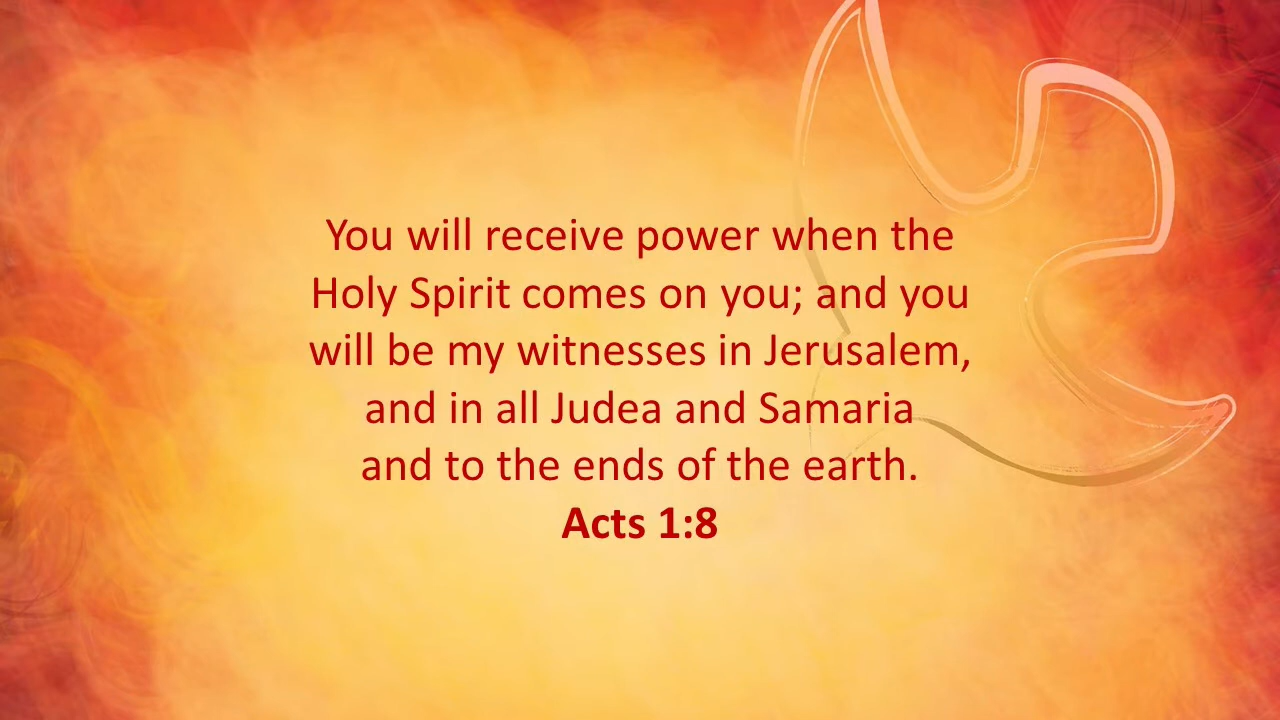 You will receive power when the
Holy Spirit comes on you; and you
will be my witnesses in Jerusalem,
and in all Judea and Samaria
and to the ends of the earth.
Acts 1:8